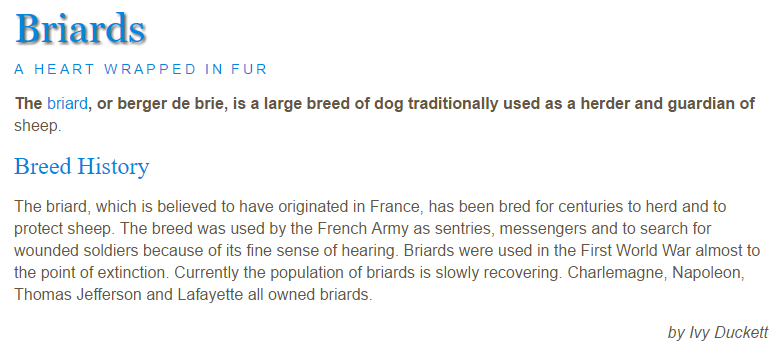 Briards
A HEART WRAPPED IN FUR
The briard, or berger de brie, is a large breed of dog traditionally used as a herder and guardian of
sheep.
Breed History
The briard, which is believed to have originated in France, has been bred for centuries to herd and to
protect sheep. The breed was used by the French Army as sentries, messengers and to search for
wounded soldiers because of its fine sense of hearing. Briards were used in the First World War almost to
the point of extinction. Currently the population of briards is slowly recovering. Charlemagne, Napoleon,
Thomas Jefferson and Lafayette all owned briards.
by Ivy Duckett